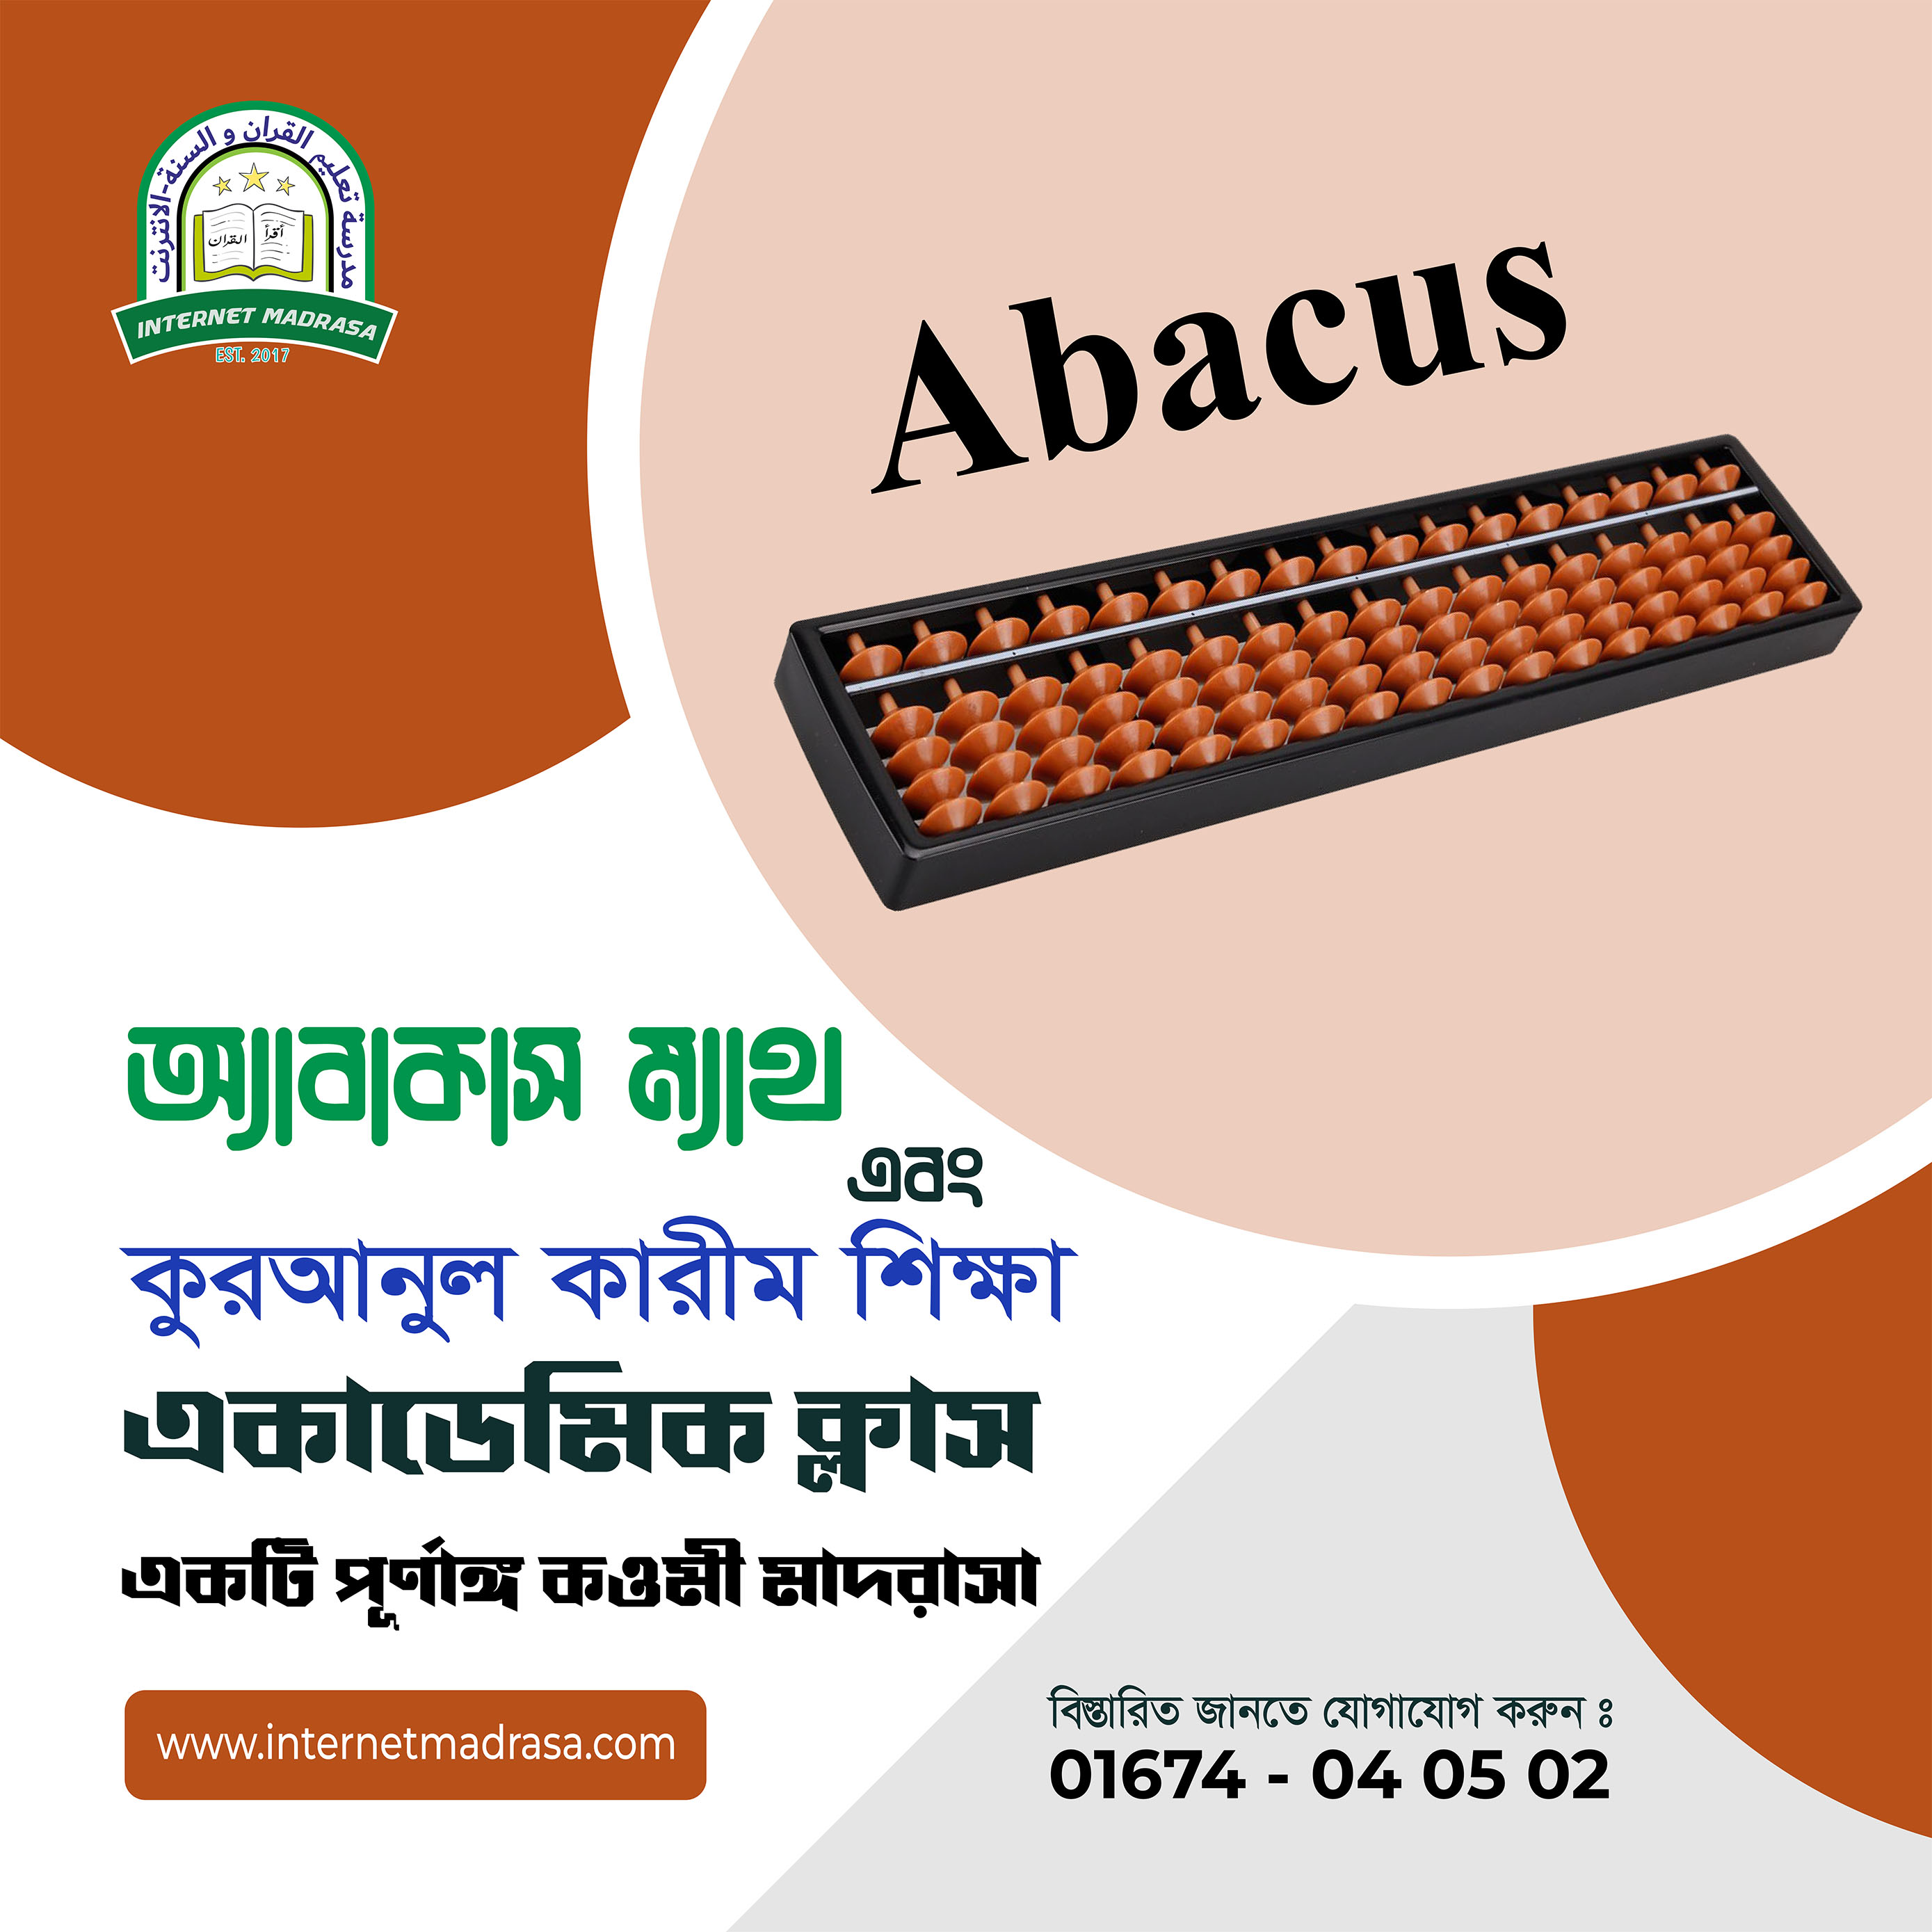 مدرسة تعليم القران و السنة-الانترنت
أقرأ القران
INTERNET MADRASA
EST. 2017
Abacus
অ্যাবাকাস ম্যাথ
এবং
কুরআনুল কারীম শিক্ষা
একাডেমিক ক্লাস
একটি পূর্ণাঙ্গ কওমী মাদরাসা
www.internetmadrasa.com
বিস্তারিত জানতে যোগাযোগ করুন ঃ
01674 - 04 05 02